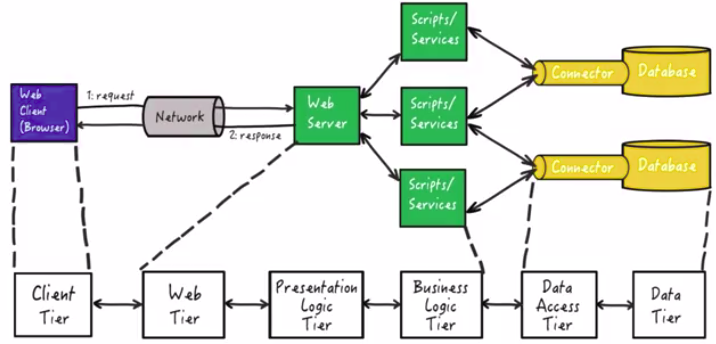 Scripts/
Services
Web
Client
(Browser)
1: request
Network
2: response
Web
Server
Scripts/
Services
Scripts/
Services
Connector
Database
Connector
Database
Client
Tier
Web
Tier
Presentation
Logic
Tier
Business
Logic
Tier
Data
Access
Tier
Data
Tier